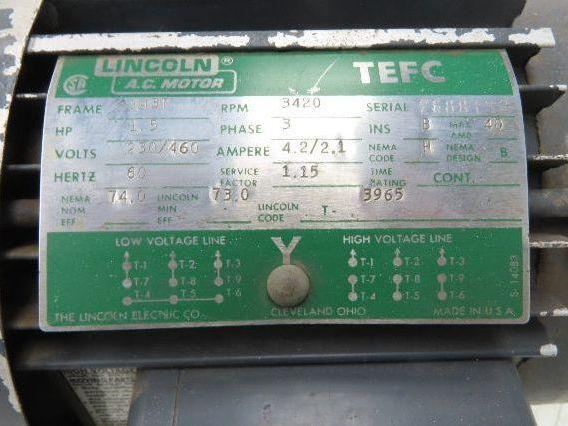 LINCOLN®
A.C. MOTOR
TEFC
FRAME RPM 3420 SERIAL
HP 1.5 PHASE 3 INS B MAX AMB 40
VOLTS 230/460 AMPERE 4.2/2.1 NEMA CODE H NEMA DESIGN B
HERTZ 60 SERVICE FACTOR 1.15 TIME RATING CONT.
NEMA NOM EFF 74.0 LINCOLN MIN EFF 73.0 LINCOLN CODE T- 3965
LOW VOLTAGE LINE Y HIGH VOLTAGE LINE
T-1 T-2 T-3 T-1 T-2 T-3
T-7 T-8 T-9 T-7 T-8 T-9
T-4 T-5 T-6 T-4 T-5 T-6
S-14083
THE LINCOLN ELECTRIC CO. CLEVELAND OHIO MADE IN U.S.A.
MOVING PARTS